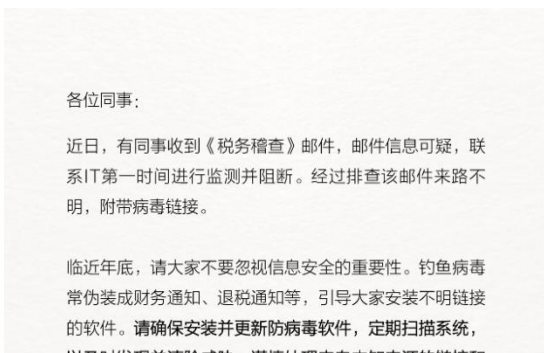 各位同事：
近日，有同事收到《税务稽查》邮件，邮件信息可疑，联
系IT第一时间进行监测并阻断。经过排查该邮件来路不
明，附带病毒链接。
临近年底，请大家不要忽视信息安全的重要性。钓鱼病毒
常伪装成财务通知、退税通知等，引导大家安装不明链接
的软件。请确保安装并更新防病毒软件，定期扫描系统，